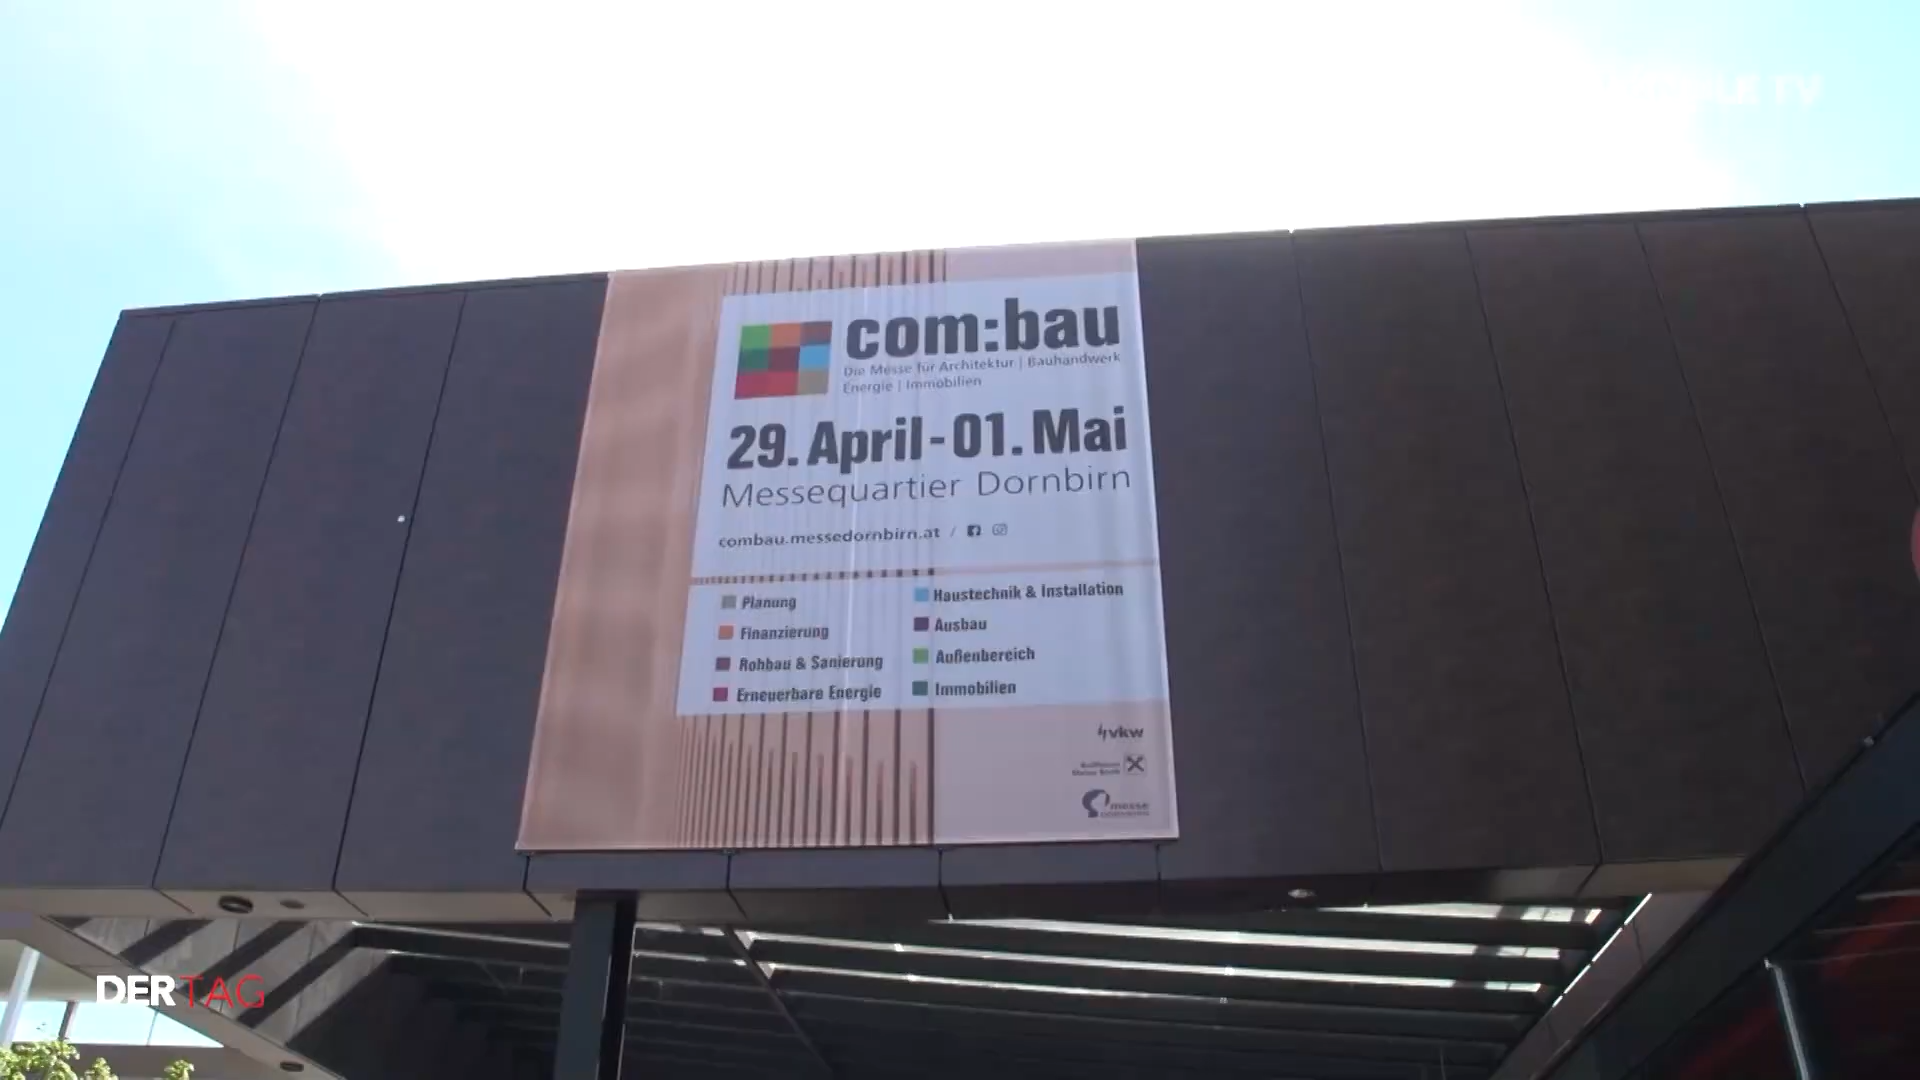 com:bau
Die Messe für Architektur | Bauhandwerk
Energie | Immobilien
29. April - 01. Mai
Messequartier Dornbirn
combau.messedornbirn.at /
Planung
Finanzierung
Rohbau & Sanierung
Erneuerbare Energie
Haustechnik & Installation
Ausbau
Außenbereich
Immobilien
vkw
messe
DER TAG